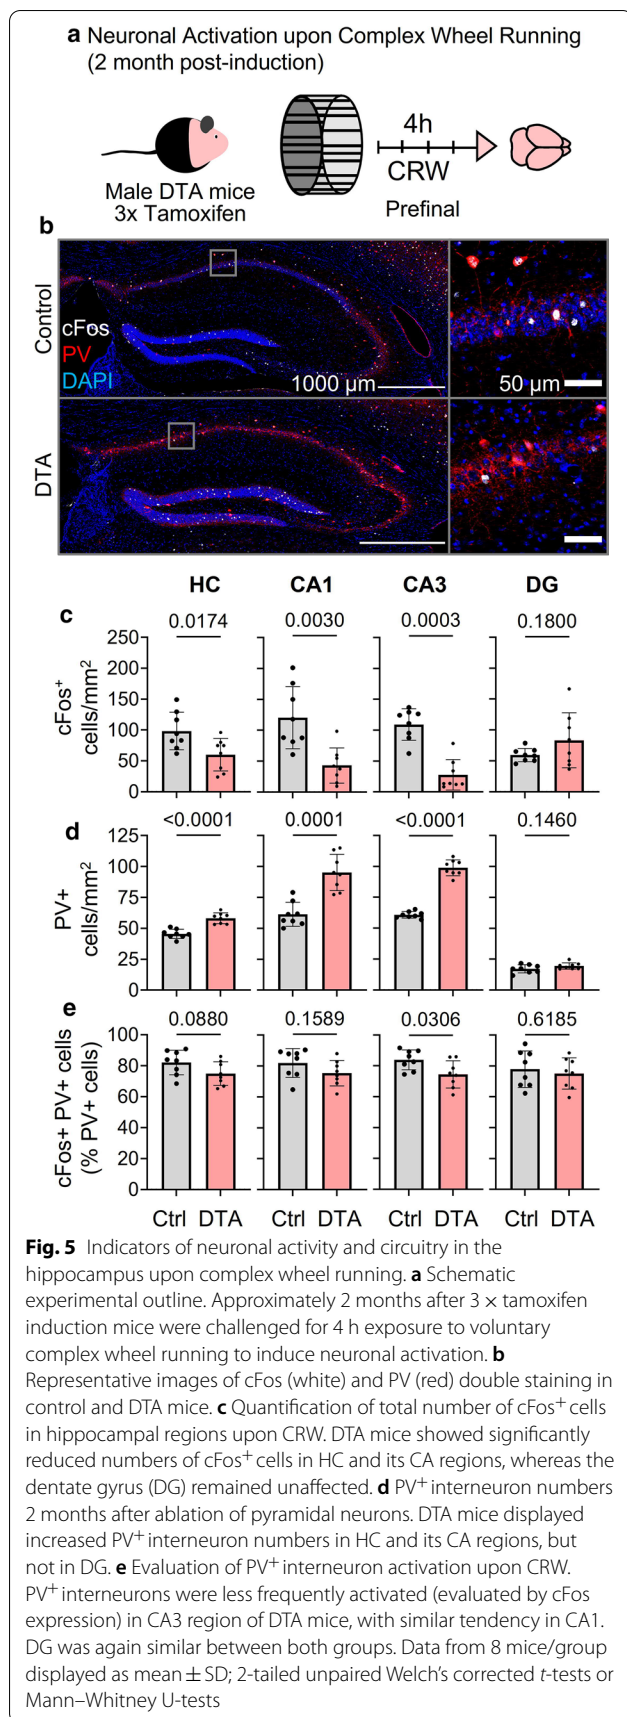 a Neuronal Activation upon Complex Wheel Running
(2 month post-induction)
4h
CRW
Male DTA mice
3x Tamoxifen
Prefinal
b
Control
cFos
PV
DAPI
1000 µm
50 µm
DTA
HC CA1 CA3 DG
c
0.0174 0.0030 0.0003 0.1800
cFos⁺
cells/mm²
250
200
150
100
50
0
d
<0.0001 0.0001 <0.0001 0.1460
PV+
cells/mm²
125
100
75
50
25
0
e
0.0880 0.1589 0.0306 0.6185
cFos+ PV+ cells
(% PV+ cells)
100
80
60
40
20
0
Ctrl DTA Ctrl DTA Ctrl DTA Ctrl DTA
Fig. 5 Indicators of neuronal activity and circuitry in the
hippocampus upon complex wheel running. a Schematic
experimental outline. Approximately 2 months after 3 × tamoxifen
induction mice were challenged for 4 h exposure to voluntary
complex wheel running to induce neuronal activation. b
Representative images of cFos (white) and PV (red) double staining in
control and DTA mice. c Quantification of total number of cFos⁺ cells
in hippocampal regions upon CRW. DTA mice showed significantly
reduced numbers of cFos⁺ cells in HC and its CA regions, whereas the
dentate gyrus (DG) remained unaffected. d PV⁺ interneuron numbers
2 months after ablation of pyramidal neurons. DTA mice displayed
increased PV⁺ interneuron numbers in HC and its CA regions, but
not in DG. e Evaluation of PV⁺ interneuron activation upon CRW.
PV⁺ interneurons were less frequently activated (evaluated by cFos
expression) in CA3 region of DTA mice, with similar tendency in CA1.
DG was again similar between both groups. Data from 8 mice/group
displayed as mean ± SD; 2-tailed unpaired Welch's corrected t-tests or
Mann–Whitney U-tests